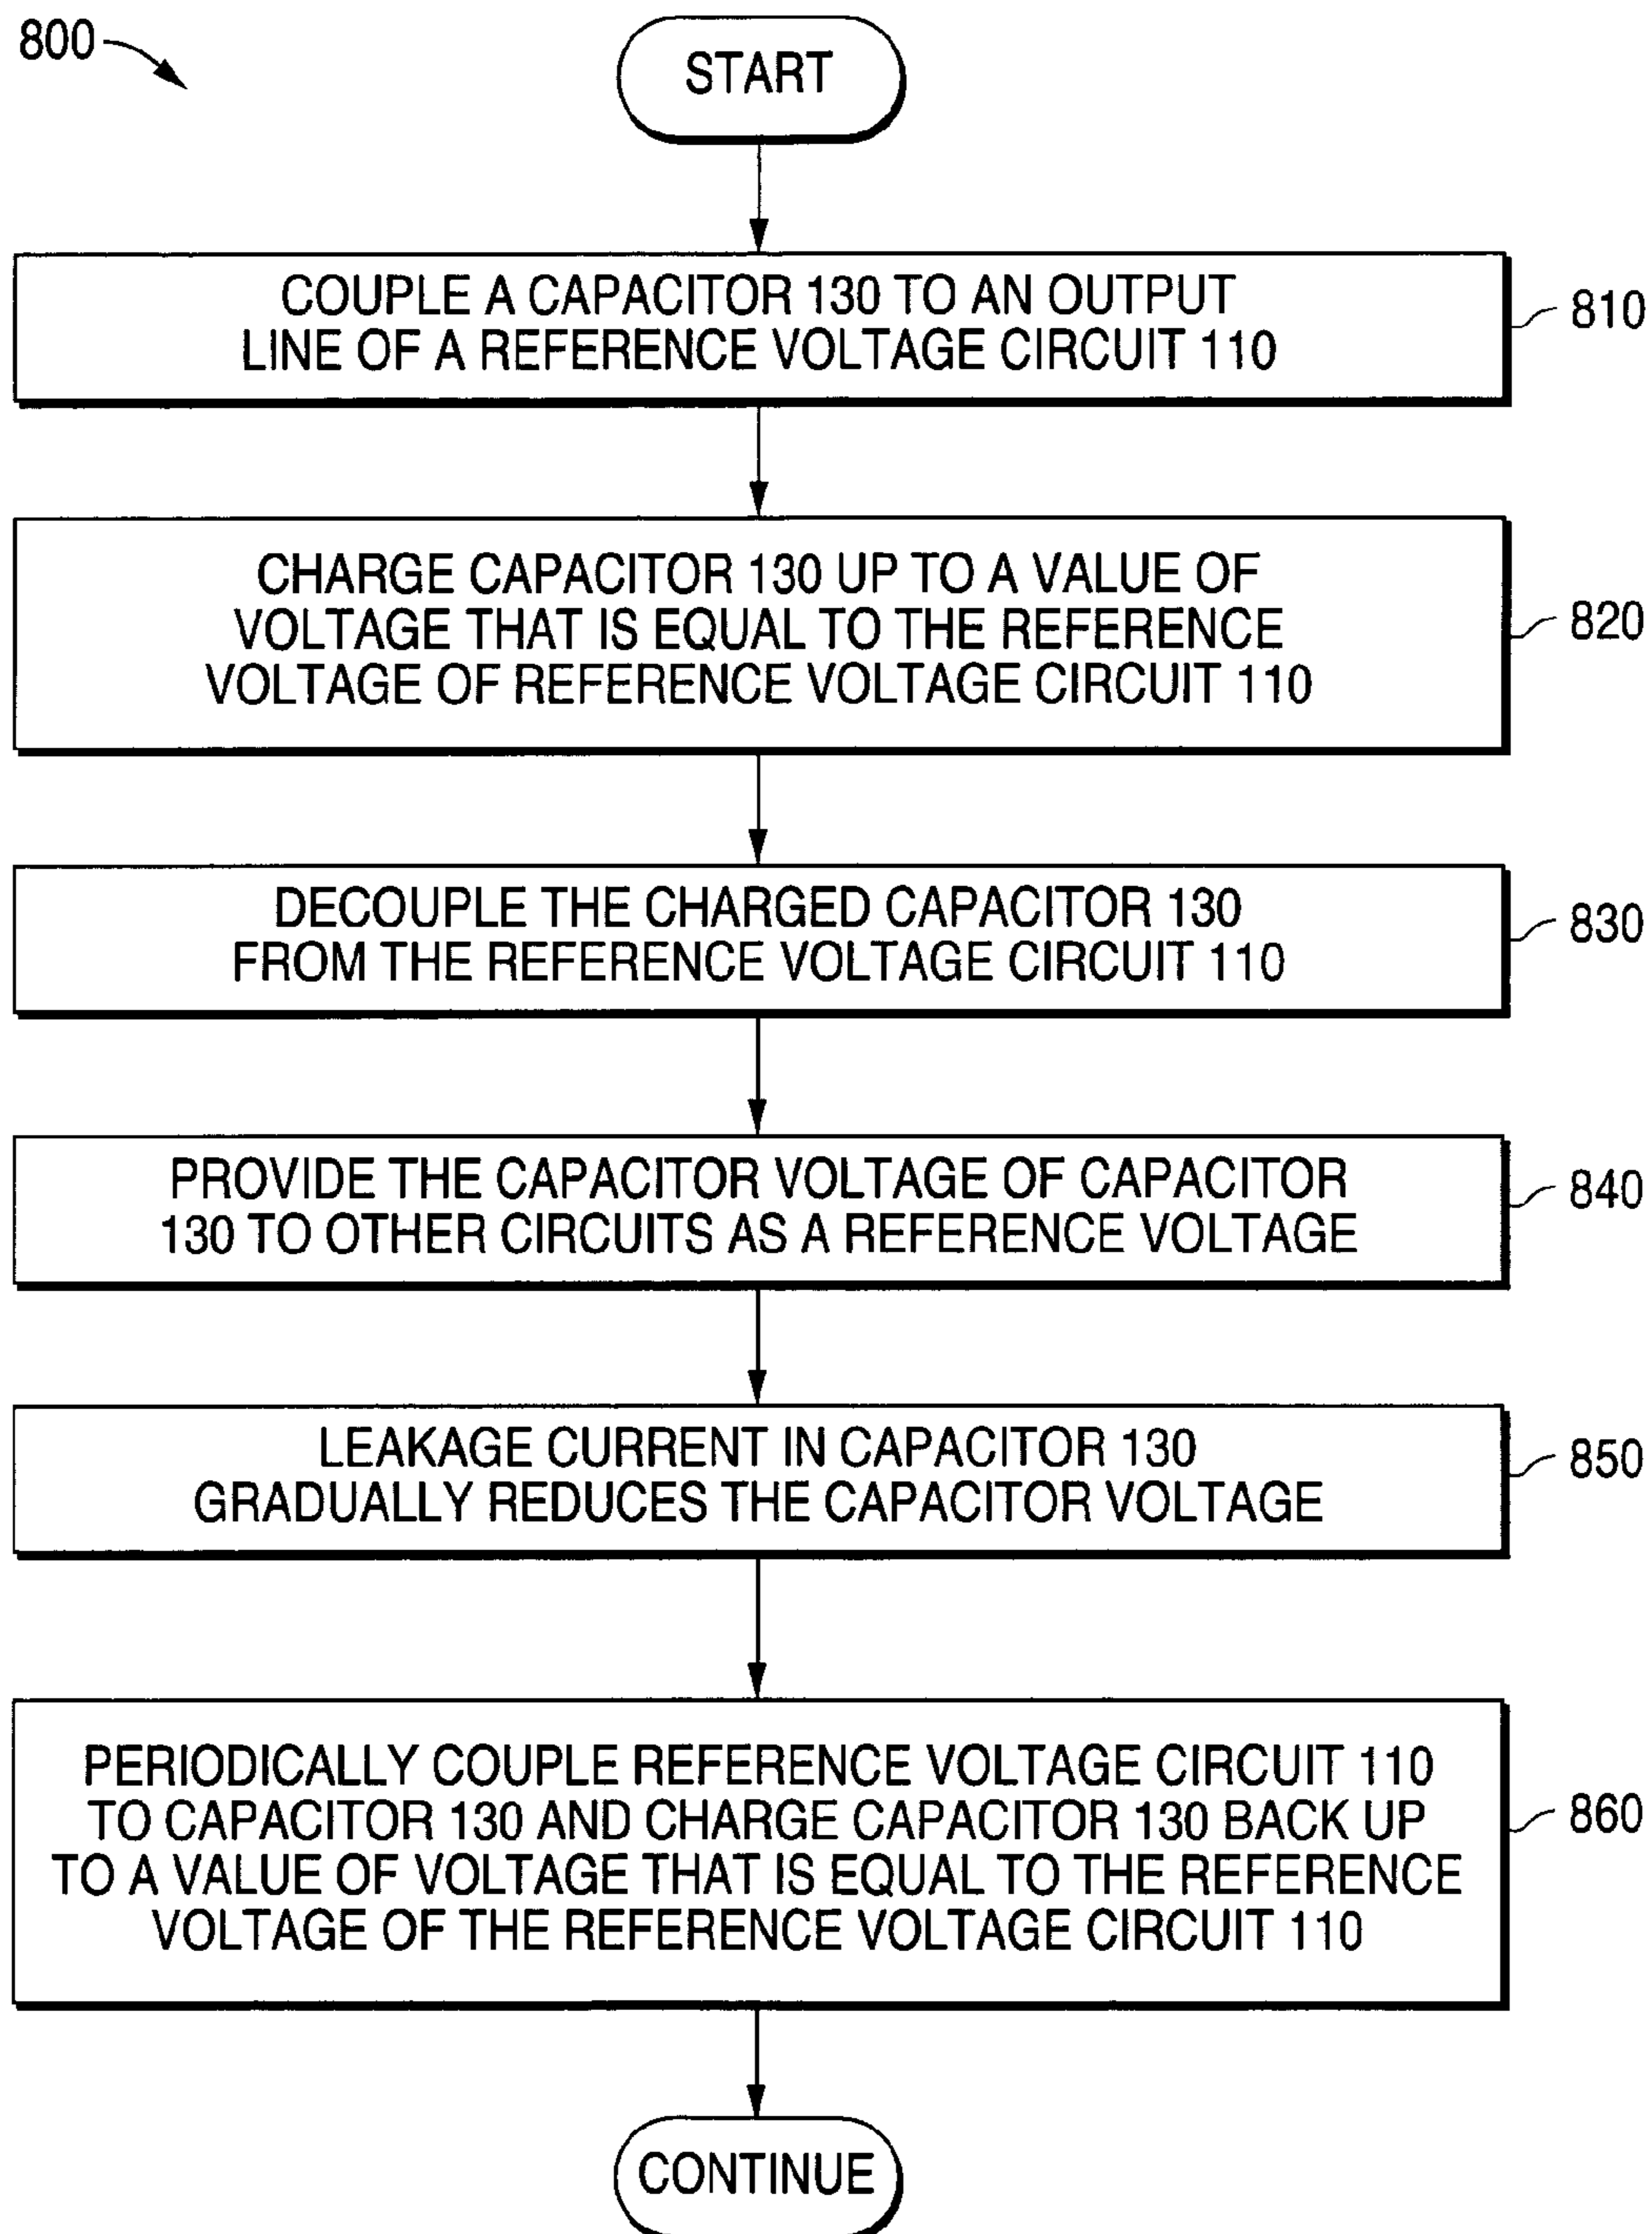 800
START
COUPLE A CAPACITOR 130 TO AN OUTPUT
LINE OF A REFERENCE VOLTAGE CIRCUIT 110
810
CHARGE CAPACITOR 130 UP TO A VALUE OF
VOLTAGE THAT IS EQUAL TO THE REFERENCE
VOLTAGE OF REFERENCE VOLTAGE CIRCUIT 110
820
DECOUPLE THE CHARGED CAPACITOR 130
FROM THE REFERENCE VOLTAGE CIRCUIT 110
830
PROVIDE THE CAPACITOR VOLTAGE OF CAPACITOR
130 TO OTHER CIRCUITS AS A REFERENCE VOLTAGE
840
LEAKAGE CURRENT IN CAPACITOR 130
GRADUALLY REDUCES THE CAPACITOR VOLTAGE
850
PERIODICALLY COUPLE REFERENCE VOLTAGE CIRCUIT 110
TO CAPACITOR 130 AND CHARGE CAPACITOR 130 BACK UP
TO A VALUE OF VOLTAGE THAT IS EQUAL TO THE REFERENCE
VOLTAGE OF THE REFERENCE VOLTAGE CIRCUIT 110
860
CONTINUE